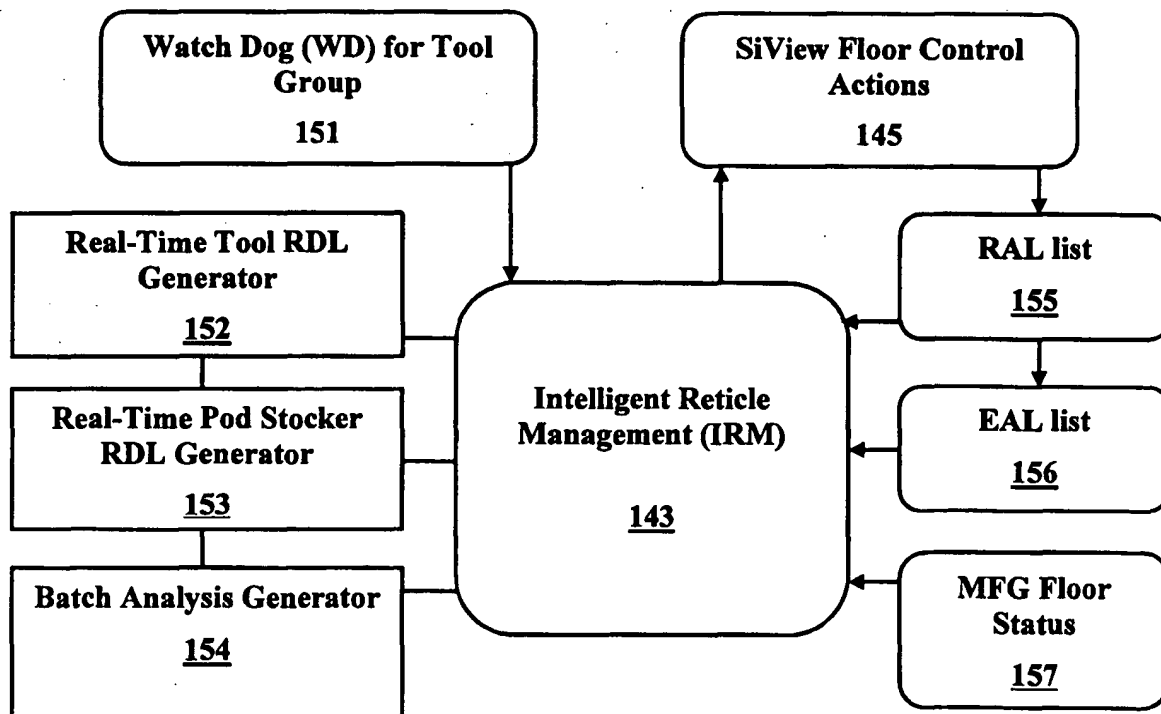 Watch Dog (WD) for Tool
Group
151
SiView Floor Control
Actions
145
Real-Time Tool RDL
Generator
152
RAL list
155
Real-Time Pod Stocker
RDL Generator
153
Intelligent Reticle
Management (IRM)
143
EAL list
156
Batch Analysis Generator
154
MFG Floor
Status
157